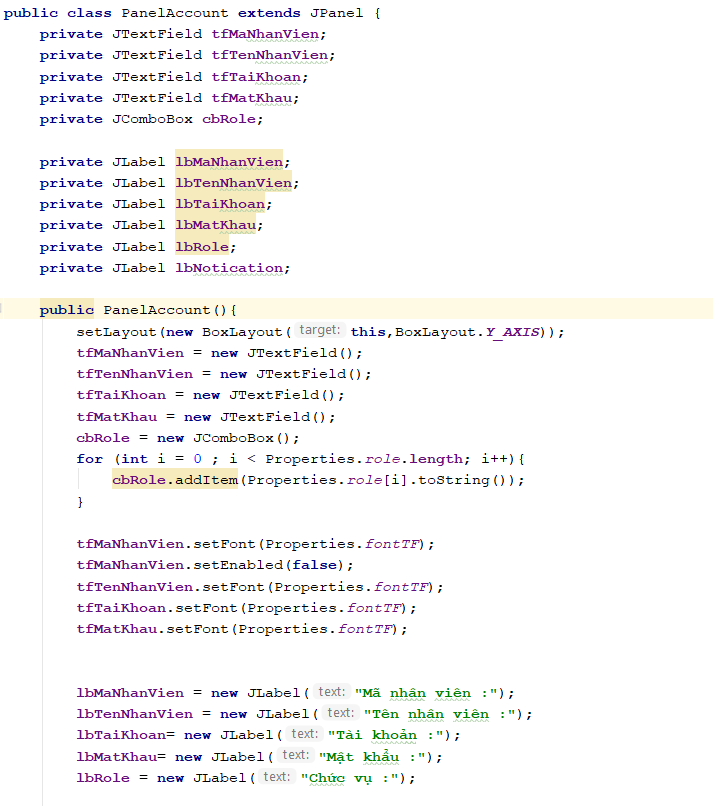 public class PanelAccount extends JPanel {
    private JTextField tfMaNhanVien;
    private JTextField tfTenNhanVien;
    private JTextField tfTaiKhoan;
    private JTextField tfMatKhau;
    private JComboBox cbRole;

    private JLabel lbMaNhanVien;
    private JLabel lbTenNhanVien;
    private JLabel lbTaiKhoan;
    private JLabel lbMatKhau;
    private JLabel lbRole;
    private JLabel lbNotication;

    public PanelAccount(){
        setLayout(new BoxLayout( target: this,BoxLayout.Y_AXIS));
        tfMaNhanVien = new JTextField();
        tfTenNhanVien = new JTextField();
        tfTaiKhoan = new JTextField();
        tfMatKhau = new JTextField();
        cbRole = new JComboBox();
        for (int i = 0 ; i < Properties.role.length; i++){
            cbRole.addItem(Properties.role[i].toString());
        }

        tfMaNhanVien.setFont(Properties.fontTF);
        tfMaNhanVien.setEnabled(false);
        tfTenNhanVien.setFont(Properties.fontTF);
        tfTaiKhoan.setFont(Properties.fontTF);
        tfMatKhau.setFont(Properties.fontTF);


        lbMaNhanVien = new JLabel( text: "Mã nhân viên :");
        lbTenNhanVien = new JLabel( text: "Tên nhân viên :");
        lbTaiKhoan= new JLabel( text: "Tài khoản :");
        lbMatKhau= new JLabel( text: "Mật khẩu :");
        lbRole = new JLabel( text: "Chức vụ :");